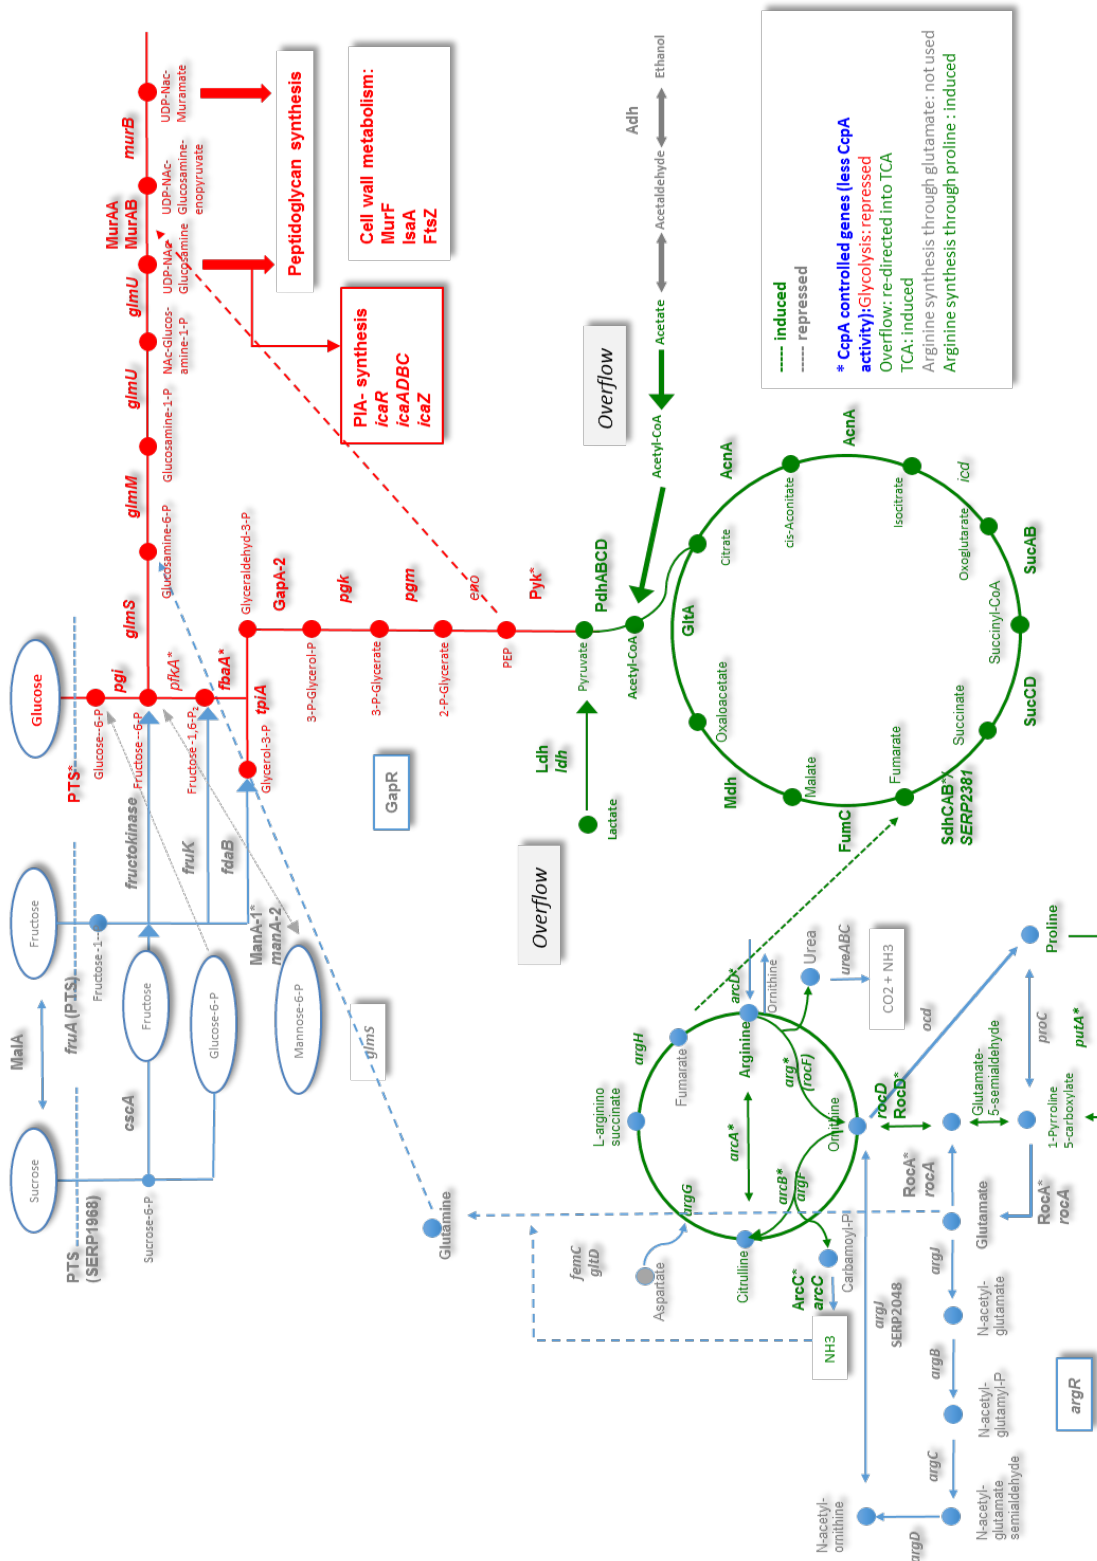 Sucrose
MalA
Fructose
Glucose
PTS
(SERP1968)
fruA (PTS)
PTS*
Sucrose-6-P
cscA
Fructose
Glucose-6-P
Fructose -1--
fructokinase
fruK
fdaB
ManA-1*
manA-2
Mannose-6-P
glmS
Glucose--6-P
pgi
Fructose --6-P
pfkA*
Fructose -1,6-P2
fbaA*
tpiA
Glycerol-3-P
Glyceraldehyd-3-P
GapR
GapA-2
3-P-Glycerol-P
pgk
3-P-Glycerate
pgm
2-P-Glycerate
eno
PEP
Pyk*
glmS
Glucosamine-6-P
glmM
Glucosamine-1-P
glmU
NAc-Glucos-
amine-1-P
glmU
UDP-NAc-
Glucosamine
MurAA
MurAB
UDP-NAc-
Glucosamine-
enopyruvate
murB
UDP-Nac-
Muramate
Peptidoglycan synthesis
PIA- synthesis
icaR
icaADBC
icaZ
Cell wall metabolism:
MurF
IsaA
FtsZ
Overflow
Lactate
Ldh
ldh
Pyruvate
PdhABCD
Acetyl-CoA
Overflow
Acetyl-CoA
Acetate
Acetaldehyde
Adh
Ethanol
GltA
Citrate
AcnA
cis-Aconitate
AcnA
Isocitrate
icd
Oxoglutarate
SucAB
Succinyl-CoA
SucCD
Succinate
SdhCAB*/
SERP2381
Fumarate
FumC
Malate
Mdh
Oxaloacetate
Glutamine
femC
gltD
Aspartate
argG
L-arginino
succinate
argH
Fumarate
Arginine
arcD*
Ornithine
Urea
ureABC
CO2 + NH3
arcA*
arg*
(rocF)
arcB*
argF
Citrulline
Ornithine
ArcC*
arcC
Carbamoyl-P
NH3
rocD
RocD*
ocd
Proline
Glutamate-
5-semialdehyde
proC
putA*
1-Pyrroline
5-carboxylate
RocA*
rocA
RocA*
rocA
Glutamate
argJ
SERP2048
argJ
N-acetyl-
glutamate
argB
N-acetyl-
glutamyl-P
argC
N-acetyl-
glutamate
semialdehyde
argD
N-acetyl-
ornithine
argR
----- induced
----- repressed
* CcpA controlled genes (less CcpA
activity):Glycolysis: repressed
Overflow: re-directed into TCA
TCA: induced
Arginine synthesis through glutamate: not used
Arginine synthesis through proline : induced